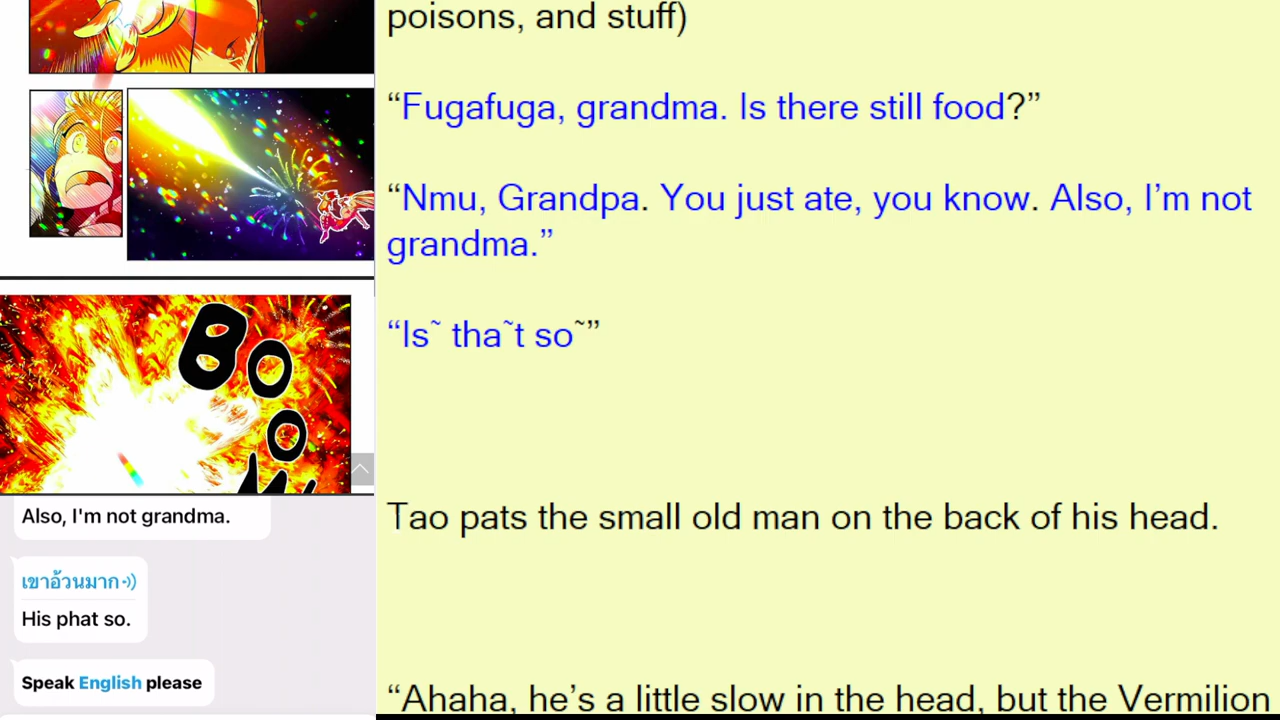 BOOM
Also, I'm not grandma.
เขาอ้วนมาก
His phat so.
Speak English please
poisons, and stuff)
“Fugafuga, grandma. Is there still food?”
“Nmu, Grandpa. You just ate, you know. Also, I’m not
grandma.”
“Is˜ tha˜t so˜”
Tao pats the small old man on the back of his head.
“Ahaha, he’s a little slow in the head, but the Vermilion